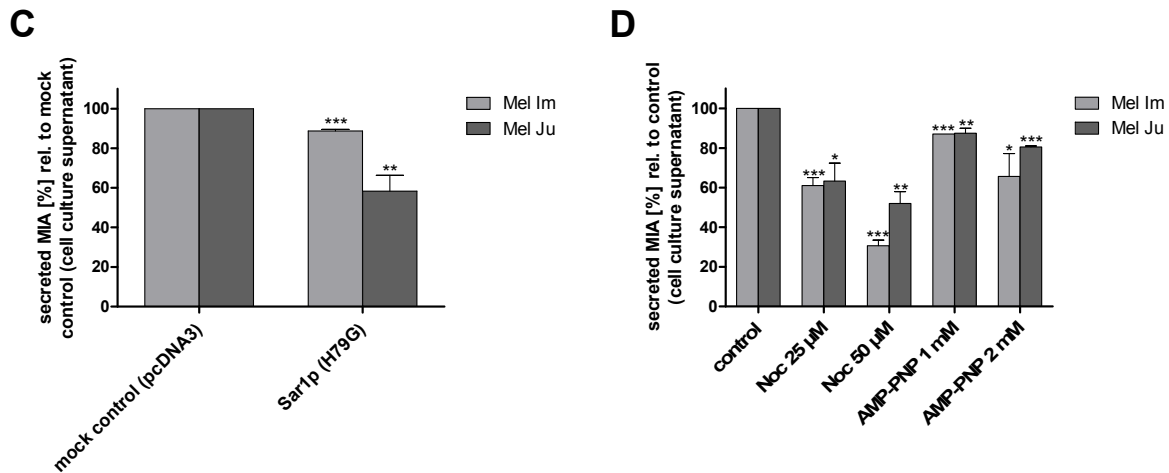 C
secreted MIA [%] rel. to mock
control (cell culture supernatant)
100
80
60
40
20
0
***
**
Mel Im
Mel Ju
mock control (pcDNA3)
Sar1p (H79G)
D
secreted MIA [%] rel. to control
(cell culture supernatant)
100
80
60
40
20
0
***
*
***
**
***
**
*
***
Mel Im
Mel Ju
control
Noc 25 µM
Noc 50 µM
AMP-PNP 1 mM
AMP-PNP 2 mM